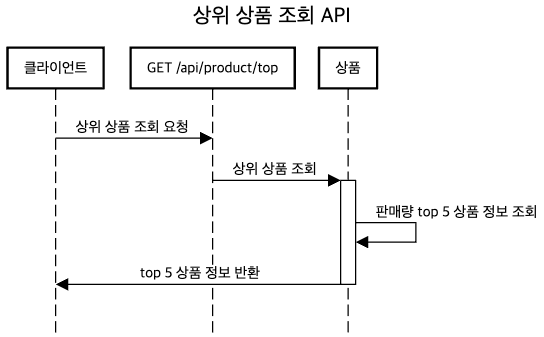 상위 상품 조회 API
클라이언트
GET /api/product/top
상품
상위 상품 조회 요청
상위 상품 조회
판매량 top 5 상품 정보 조회
top 5 상품 정보 반환